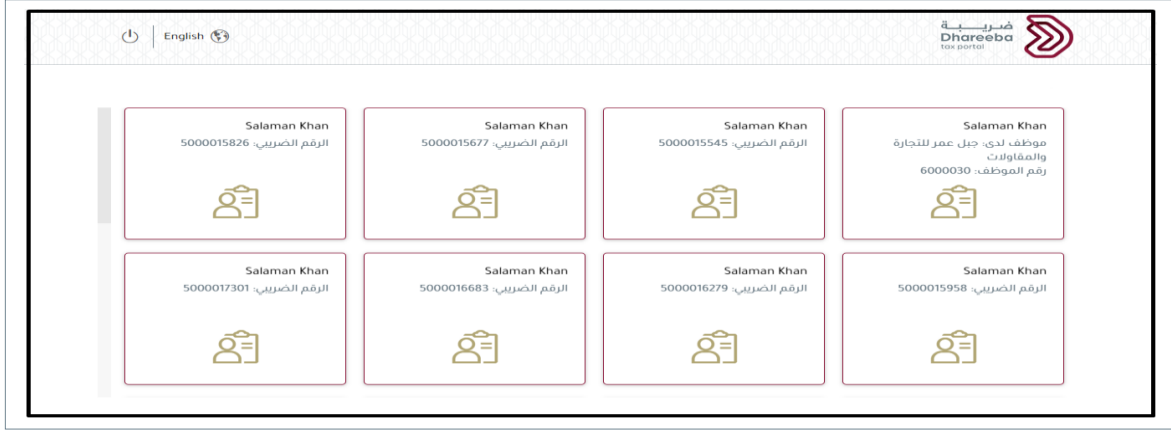 ضريبة
Dhareeba
tax portal
English
Salaman Khan
موظف لدى: جبل عمر للتجارة
والمقاولات
رقم الموظف: 6000030
Salaman Khan
الرقم الضريبي: 5000015545
Salaman Khan
الرقم الضريبي: 5000015677
Salaman Khan
الرقم الضريبي: 5000015826
Salaman Khan
الرقم الضريبي: 5000015958
Salaman Khan
الرقم الضريبي: 5000016279
Salaman Khan
الرقم الضريبي: 5000016683
Salaman Khan
الرقم الضريبي: 5000017301